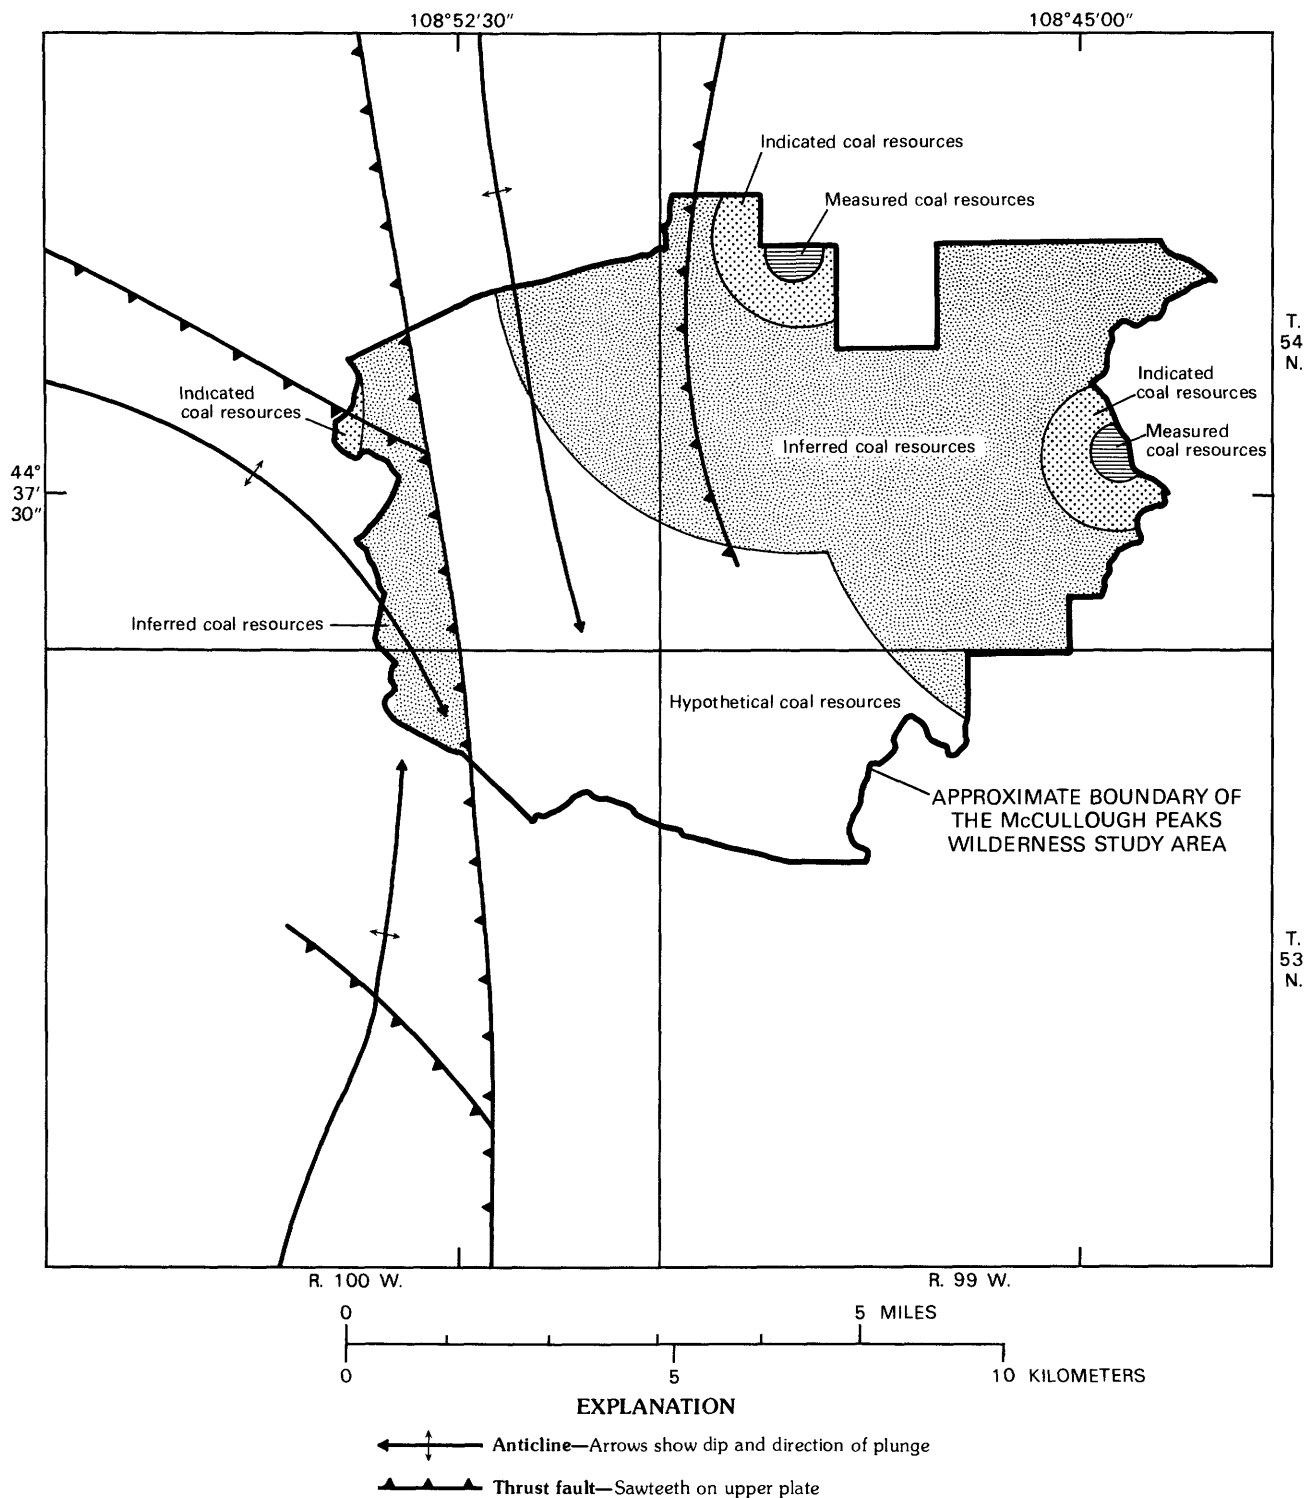 108°52'30"
108°45'00"
Indicated coal resources
Measured coal resources
T.
54
N.
Indicated
coal resources
Indicated
coal resources
Measured
coal resources
Inferred coal resources
44°
37'
30"
Inferred coal resources
Hypothetical coal resources
APPROXIMATE BOUNDARY OF
THE McCULLOUGH PEAKS
WILDERNESS STUDY AREA
T.
53
N.
R. 100 W.
R. 99 W.
0
5 MILES
0
5
10 KILOMETERS
EXPLANATION
Anticline—Arrows show dip and direction of plunge
Thrust fault—Sawteeth on upper plate